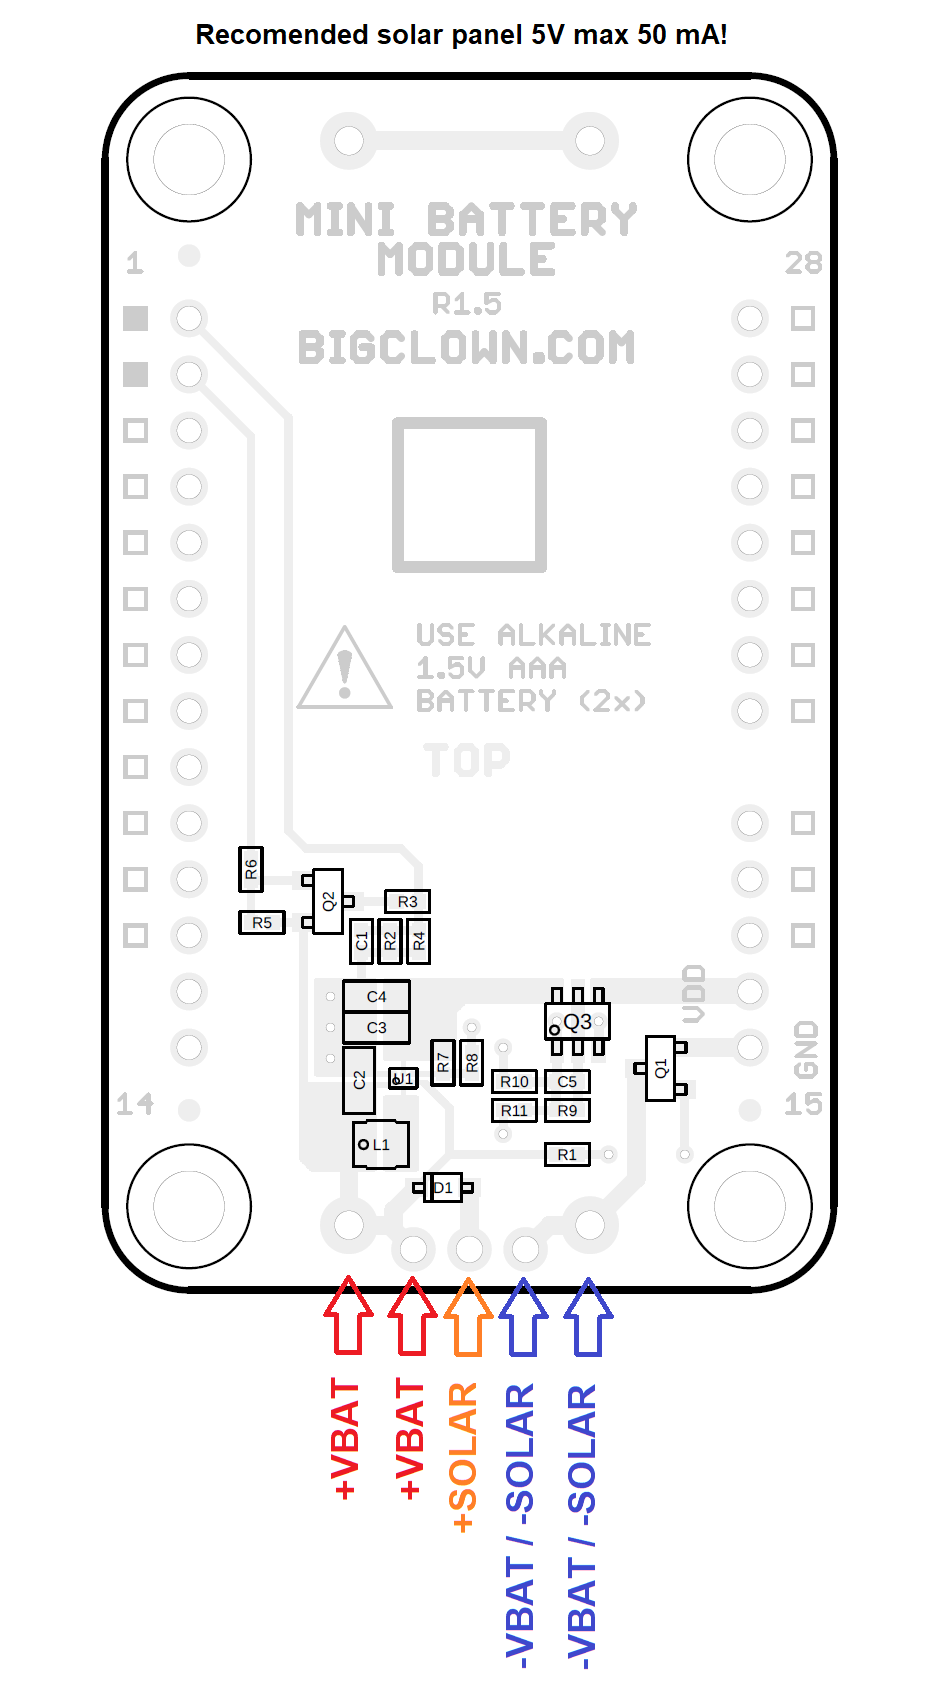 Recomended solar panel 5V max 50 mA!
MINI BATTERY
MODULE
1
28
R1.5
BIGCLOWN.COM
USE ALKALINE
1.5V AAA
BATTERY (2x)
TOP
R6
Q2
R3
R5
C1
R2
R4
VDD
C4
Q3
C3
GND
R7
R8
Q1
C2
U1
R10
C5
14
R11
R9
15
L1
R1
D1
+VBAT
+VBAT
+SOLAR
-VBAT / -SOLAR
-VBAT / -SOLAR